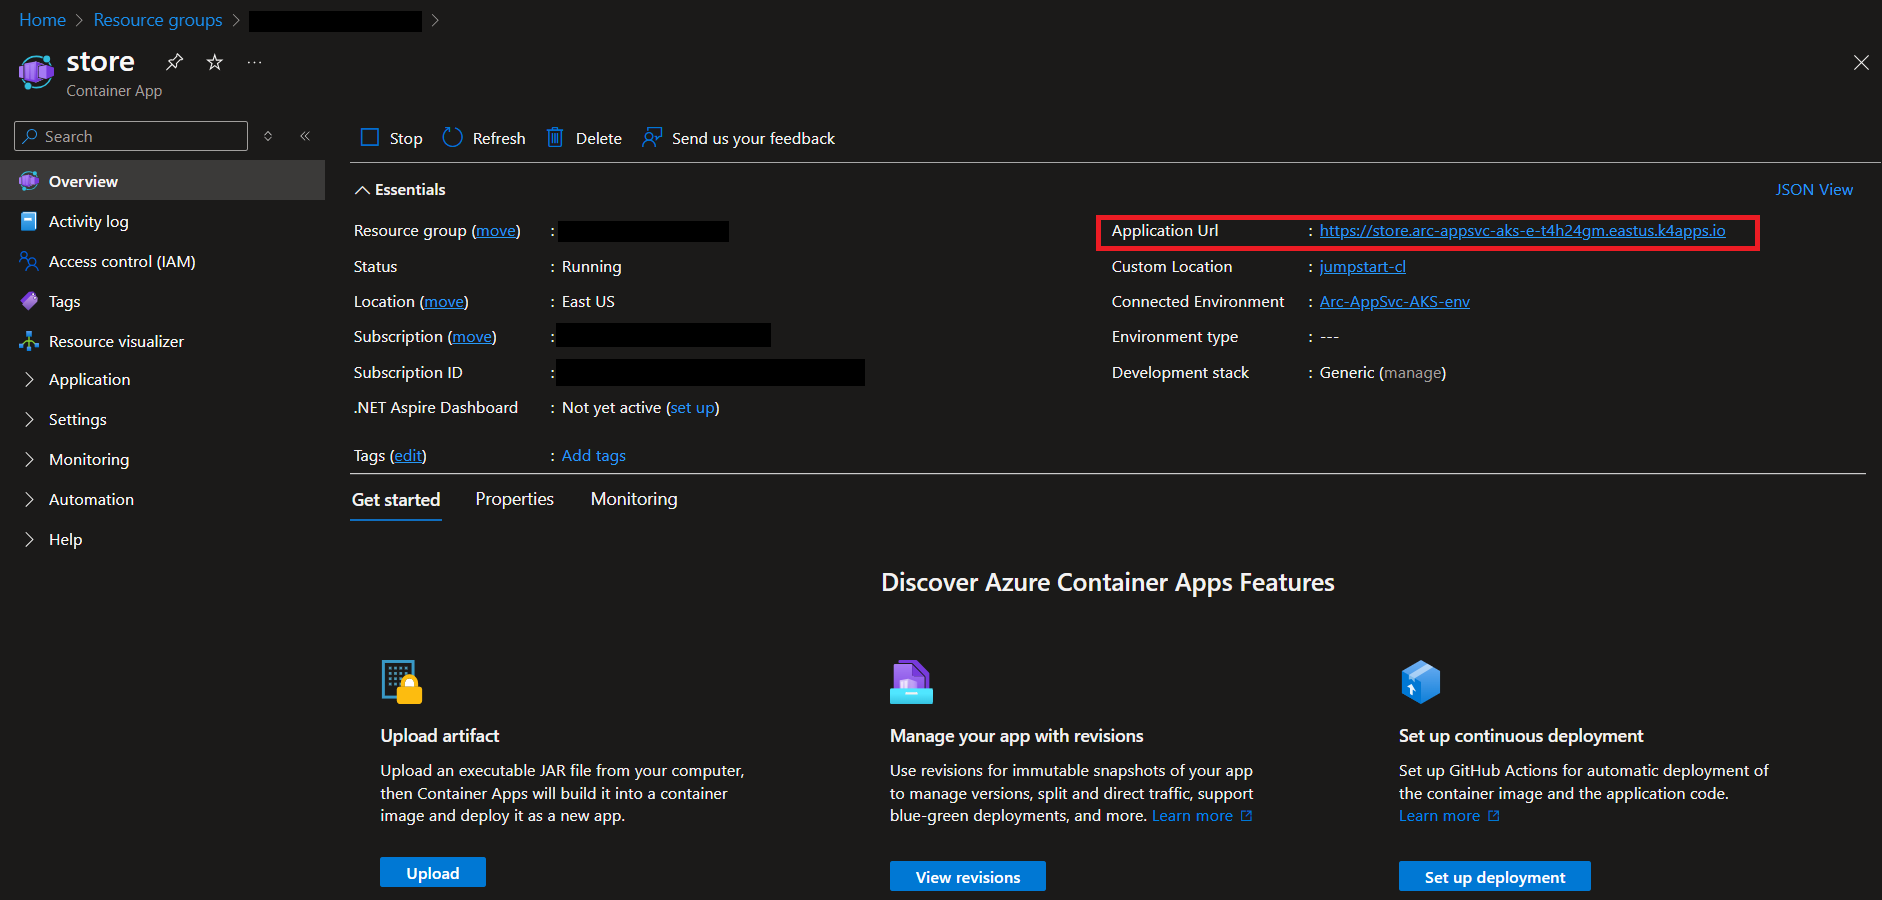 Home > Resource groups > >
store
Container App
Search
Stop Refresh Delete Send us your feedback
Overview
Activity log
Access control (IAM)
Tags
Resource visualizer
Application
Settings
Monitoring
Automation
Help
Essentials
JSON View
Resource group (move) :
Status : Running
Location (move) : East US
Subscription (move) :
Subscription ID :
.NET Aspire Dashboard : Not yet active (set up)
Tags (edit) : Add tags
Application Url : https://store.arc-appsvc-aks-e-t4h24gm.eastus.k4apps.io
Custom Location : jumpstart-cl
Connected Environment : Arc-AppSvc-AKS-env
Environment type : ---
Development stack : Generic (manage)
Get started Properties Monitoring
Discover Azure Container Apps Features
Upload artifact
Upload an executable JAR file from your computer,
then Container Apps will build it into a container
image and deploy it as a new app.
Upload
Manage your app with revisions
Use revisions for immutable snapshots of your app
to manage versions, split and direct traffic, support
blue-green deployments, and more. Learn more
View revisions
Set up continuous deployment
Set up GitHub Actions for automatic deployment of
the container image and the application code.
Learn more
Set up deployment